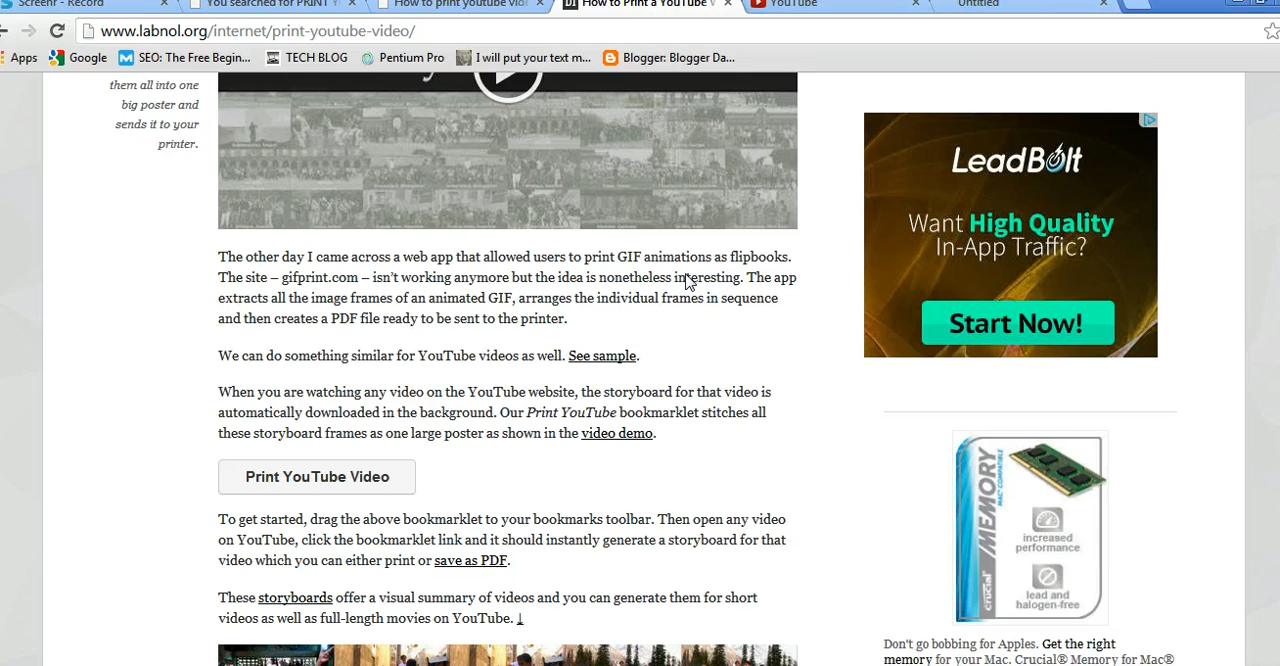 Screenr - Record
You searched for PRINT Y
How to print youtube vid
How to Print a YouTube V
YouTube
Untitled
www.labnol.org/internet/print-youtube-video/
Apps
Google
SEO: The Free Begin...
TECH BLOG
Pentium Pro
I will put your text m...
Blogger: Blogger Da...
them all into one
big poster and
sends it to your
printer.
The other day I came across a web app that allowed users to print GIF animations as flipbooks.
The site – gifprint.com – isn't working anymore but the idea is nonetheless interesting. The app
extracts all the image frames of an animated GIF, arranges the individual frames in sequence
and then creates a PDF file ready to be sent to the printer.
We can do something similar for YouTube videos as well. See sample.
When you are watching any video on the YouTube website, the storyboard for that video is
automatically downloaded in the background. Our Print YouTube bookmarklet stitches all
these storyboard frames as one large poster as shown in the video demo.
Print YouTube Video
To get started, drag the above bookmarklet to your bookmarks toolbar. Then open any video
on YouTube, click the bookmarklet link and it should instantly generate a storyboard for that
video which you can either print or save as PDF.
These storyboards offer a visual summary of videos and you can generate them for short
videos as well as full-length movies on YouTube. ↓
LeadBolt
Want High Quality
In-App Traffic?
Start Now!
crucial MEMORY
MAC COMPATIBLE
increased
performance
lead and
halogen-free
Don't go bobbing for Apples. Get the right
memory for your Mac. Crucial® Memory for Mac®